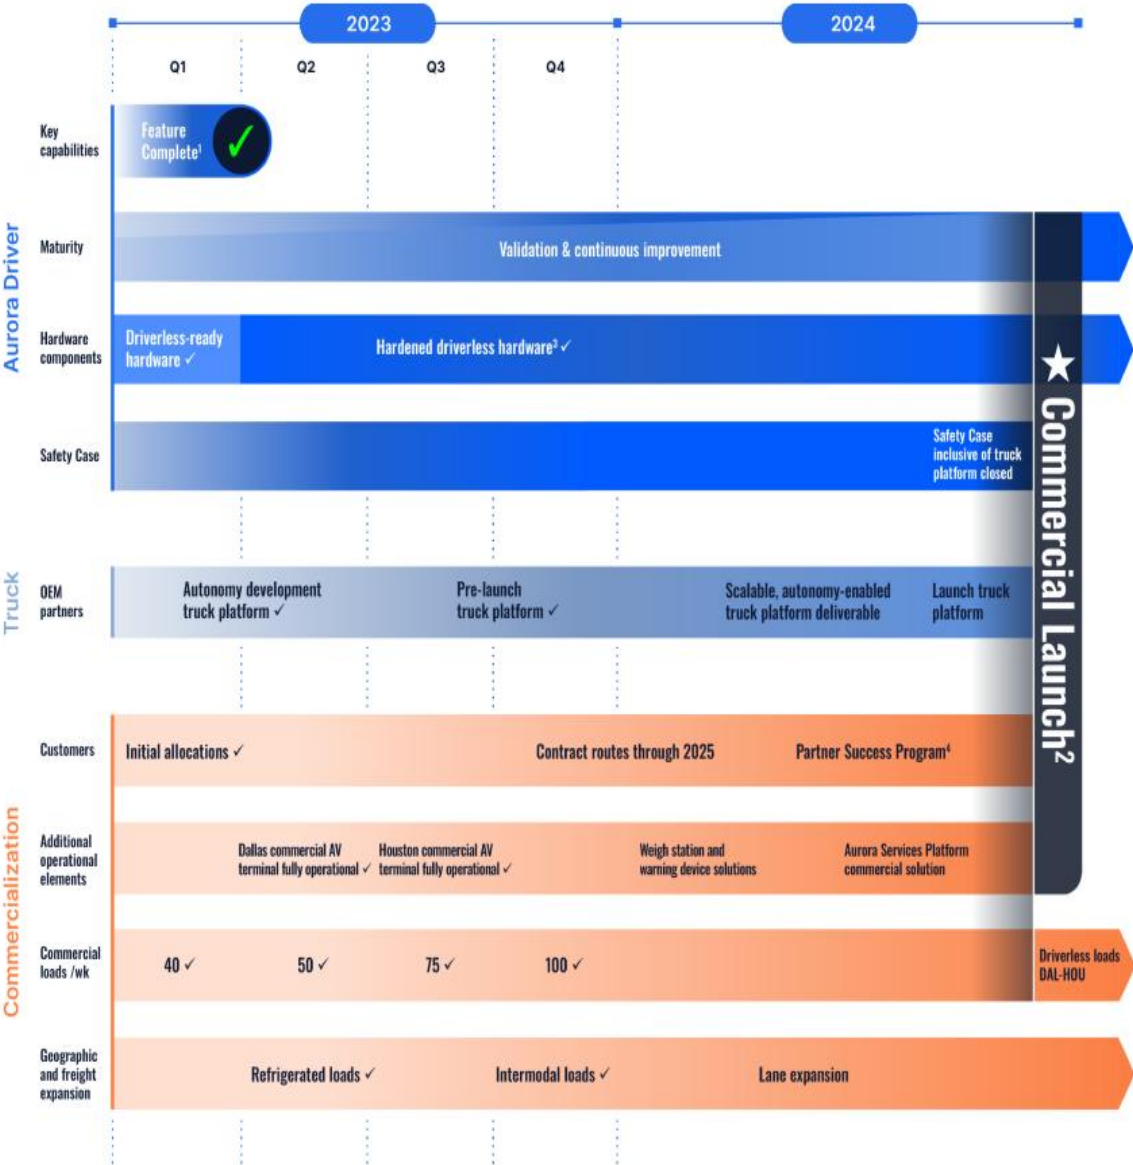 2023
2024
Q1
Q2
Q3
Q4
Aurora Driver
Key
capabilities
Feature
Complete¹
✓
Maturity
Validation & continuous improvement
Hardware
components
Driverless-ready
hardware ✓
Hardened driverless hardware³ ✓
Safety Case
Safety Case
inclusive of truck
platform closed
★ Commercial Launch²
Truck
OEM
partners
Autonomy development
truck platform ✓
Pre-launch
truck platform ✓
Scalable, autonomy-enabled
truck platform deliverable
Launch truck
platform
Commercialization
Customers
Initial allocations ✓
Contract routes through 2025
Partner Success Program⁴
Additional
operational
elements
Dallas commercial AV
terminal fully operational ✓
Houston commercial AV
terminal fully operational ✓
Weigh station and
warning device solutions
Aurora Services Platform
commercial solution
Commercial
loads /wk
40 ✓
50 ✓
75 ✓
100 ✓
Driverless loads
DAL-HOU
Geographic
and freight
expansion
Refrigerated loads ✓
Intermodal loads ✓
Lane expansion